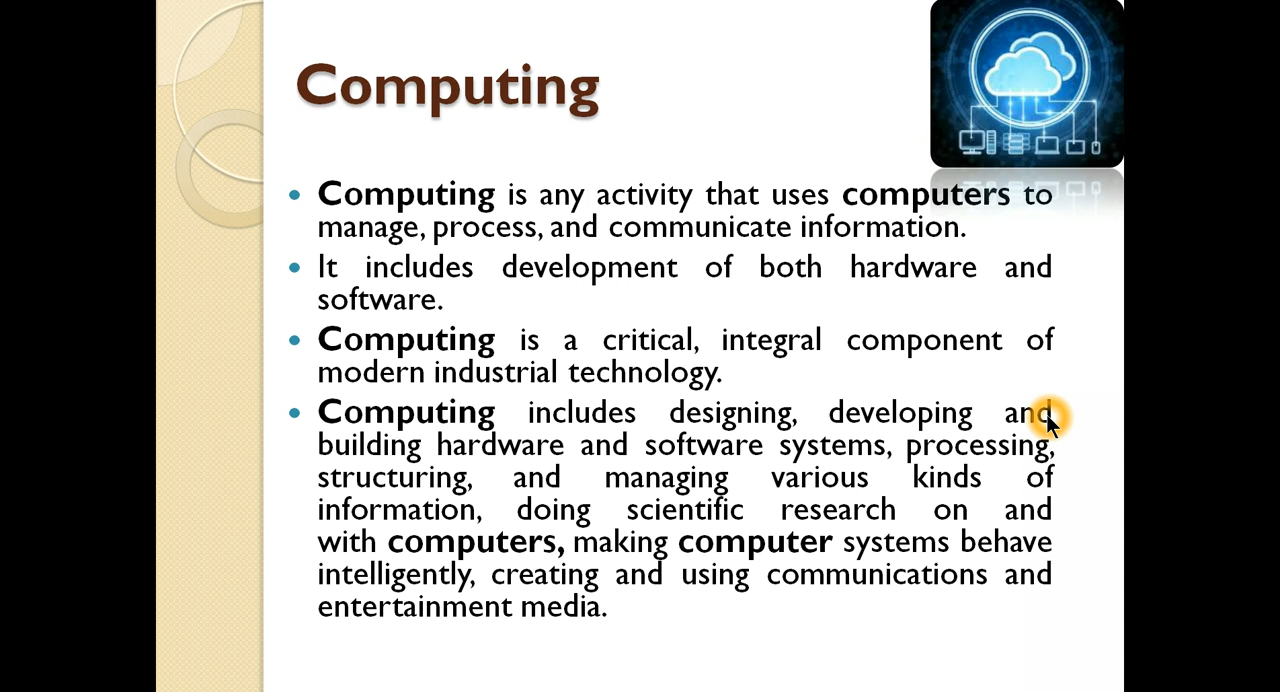 Computing
• Computing is any activity that uses computers to
manage, process, and communicate information.
• It includes development of both hardware and
software.
• Computing is a critical, integral component of
modern industrial technology.
• Computing includes designing, developing and
building hardware and software systems, processing,
structuring, and managing various kinds of
information, doing scientific research on and
with computers, making computer systems behave
intelligently, creating and using communications and
entertainment media.